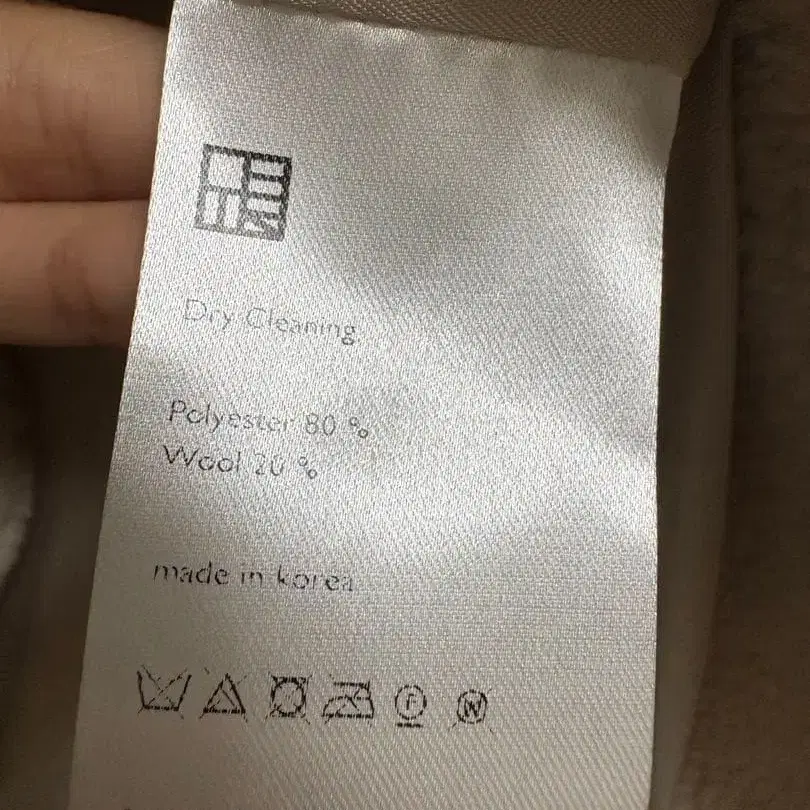 Dry Cleaning
Polyester 80 %
Wool 20 %
made in korea
F W